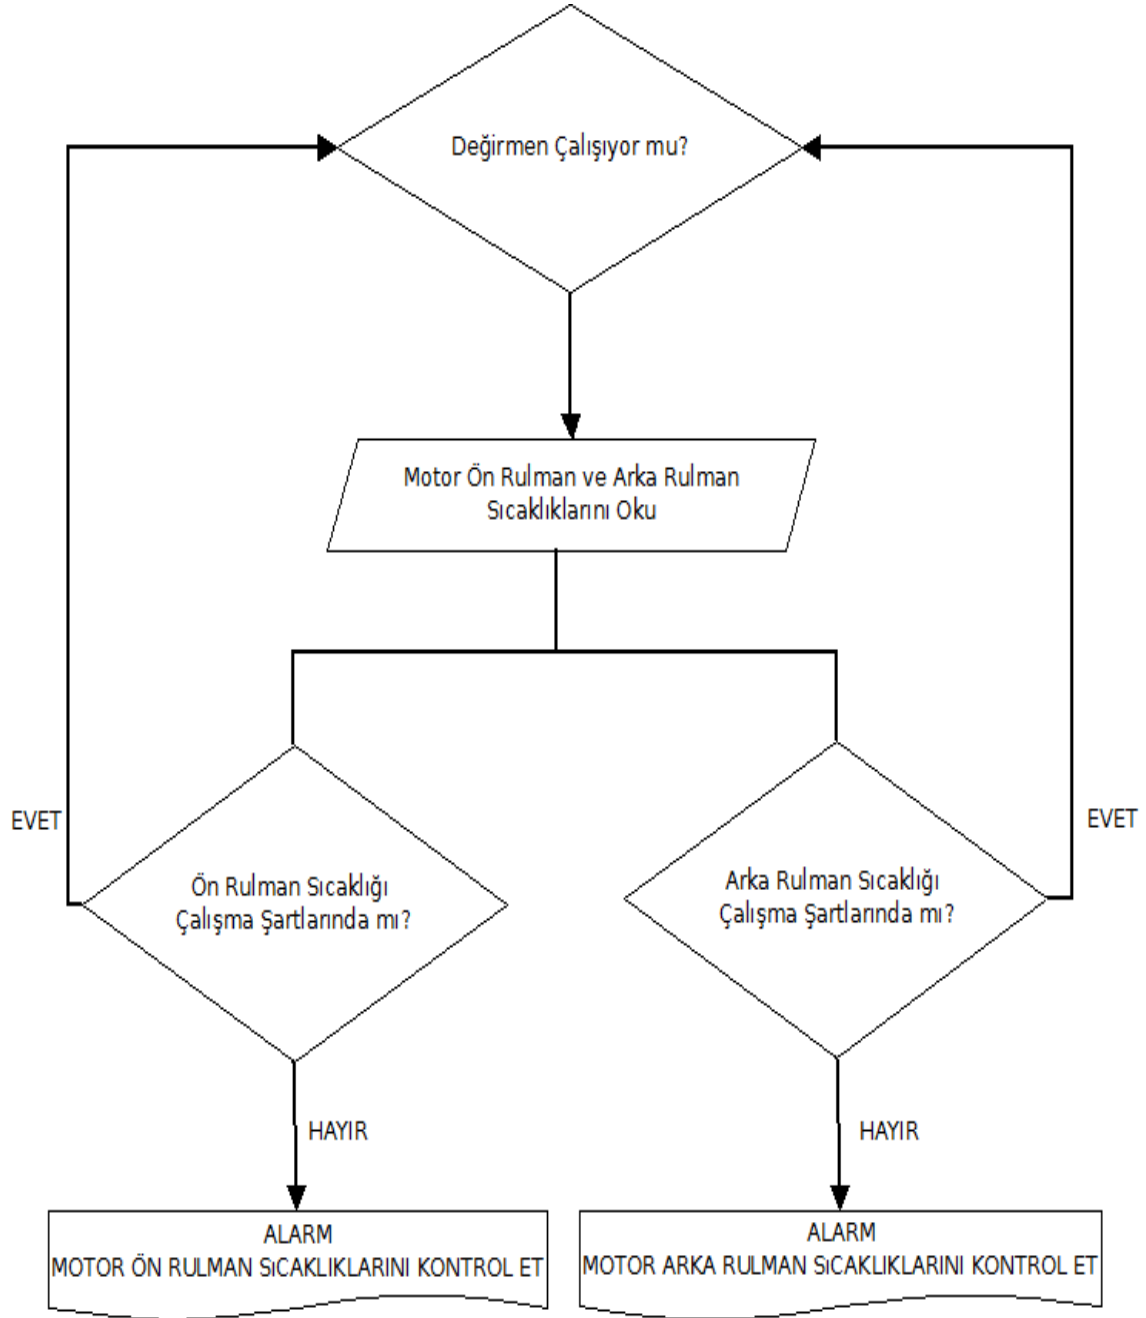 Değirmen Çalışıyor mu?
Motor Ön Rulman ve Arka Rulman
Sıcaklıklarını Oku
EVET
EVET
Ön Rulman Sıcaklığı
Çalışma Şartlarında mı?
Arka Rulman Sıcaklığı
Çalışma Şartlarında mı?
HAYIR
HAYIR
ALARM
MOTOR ÖN RULMAN SıCAKLIKLARINI KONTROL ET
ALARM
MOTOR ARKA RULMAN SıCAKLIKLARINI KONTROL ET